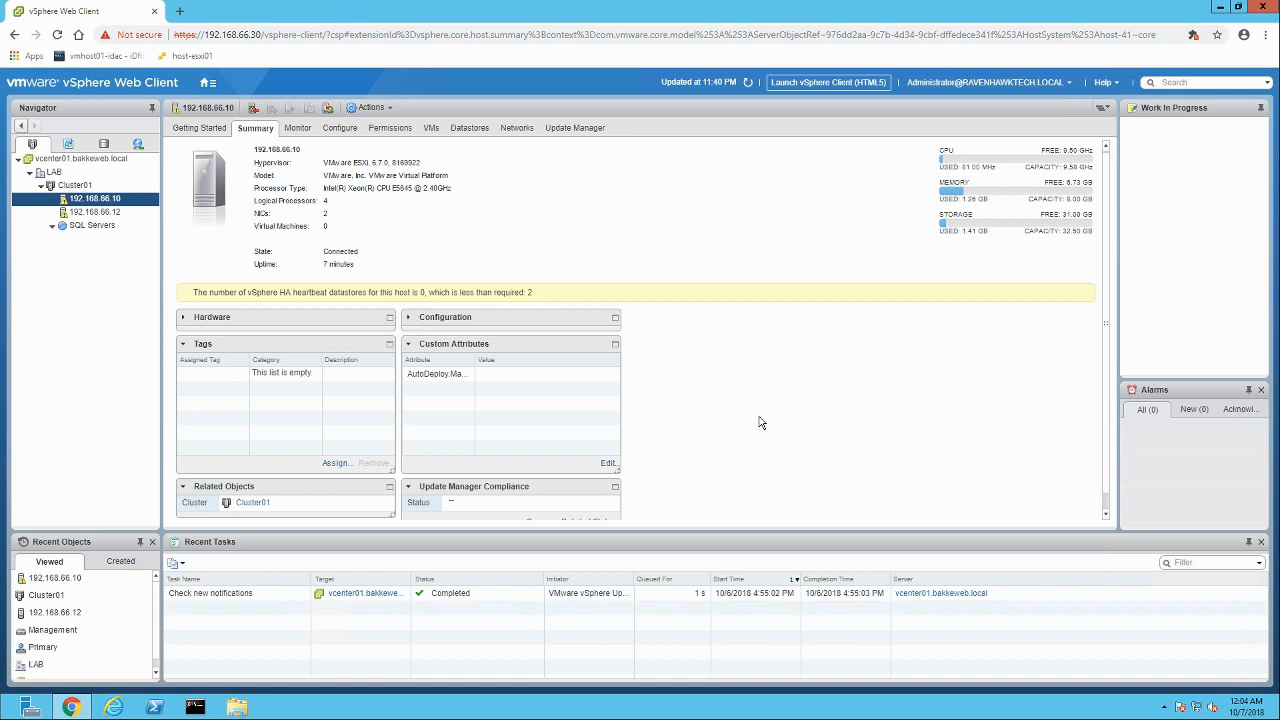 vSphere Web Client
Not secure | https://192.168.66.30/vsphere-client/?csp#extensionId%3Dvsphere.core.host.summary%3Bcontext%3Dcom.vmware.core.model%3A%3AServerObjectRef~976dd2aa-9c7b-4d34-9cbf-dffedece341f%253AHostSystem%253Ahost-41~core
Apps vmhost01-idac - iDR host-esxi01
vmware vSphere Web Client Updated at 11:40 PM Launch vSphere Client (HTML5) Administrator@RAVENHAWKTECH.LOCAL Help Search
Navigator
192.168.66.10 Actions
Work In Progress
Getting Started Summary Monitor Configure Permissions VMs Datastores Networks Update Manager
vcenter01.bakkeweb.local
LAB
Cluster01
192.168.66.10
192.168.66.12
SQL Servers
192.168.66.10
Hypervisor: VMware ESXi, 6.7.0, 8169922
Model: VMware, Inc. VMware Virtual Platform
Processor Type: Intel(R) Xeon(R) CPU E5645 @ 2.40GHz
Logical Processors: 4
NICs: 2
Virtual Machines: 0
State: Connected
Uptime: 7 minutes
CPU FREE: 9.50 GHz
USED: 81.00 MHz CAPACITY: 9.58 GHz
MEMORY FREE: 6.73 GB
USED: 1.26 GB CAPACITY: 8.00 GB
STORAGE FREE: 31.09 GB
USED: 1.41 GB CAPACITY: 32.50 GB
The number of vSphere HA heartbeat datastores for this host is 0, which is less than required: 2
Hardware
Configuration
Tags
Assigned Tag Category Description
This list is empty.
Assign... Remove...
Custom Attributes
Attribute Value
AutoDeploy.Ma...
Edit...
Related Objects
Cluster Cluster01
Update Manager Compliance
Status --
Alarms
All (0) New (0) Acknowl...
Recent Objects
Viewed Created
192.168.66.10
Cluster01
192.168.66.12
Management
Primary
LAB
Recent Tasks
Filter
Task Name Target Status Initiator Queued For Start Time 1 Completion Time Server
Check new notifications vcenter01.bakkewe... Completed VMware vSphere Up... 1 s 10/6/2018 4:55:02 PM 10/6/2018 4:55:03 PM vcenter01.bakkeweb.local
12:04 AM
10/7/2018